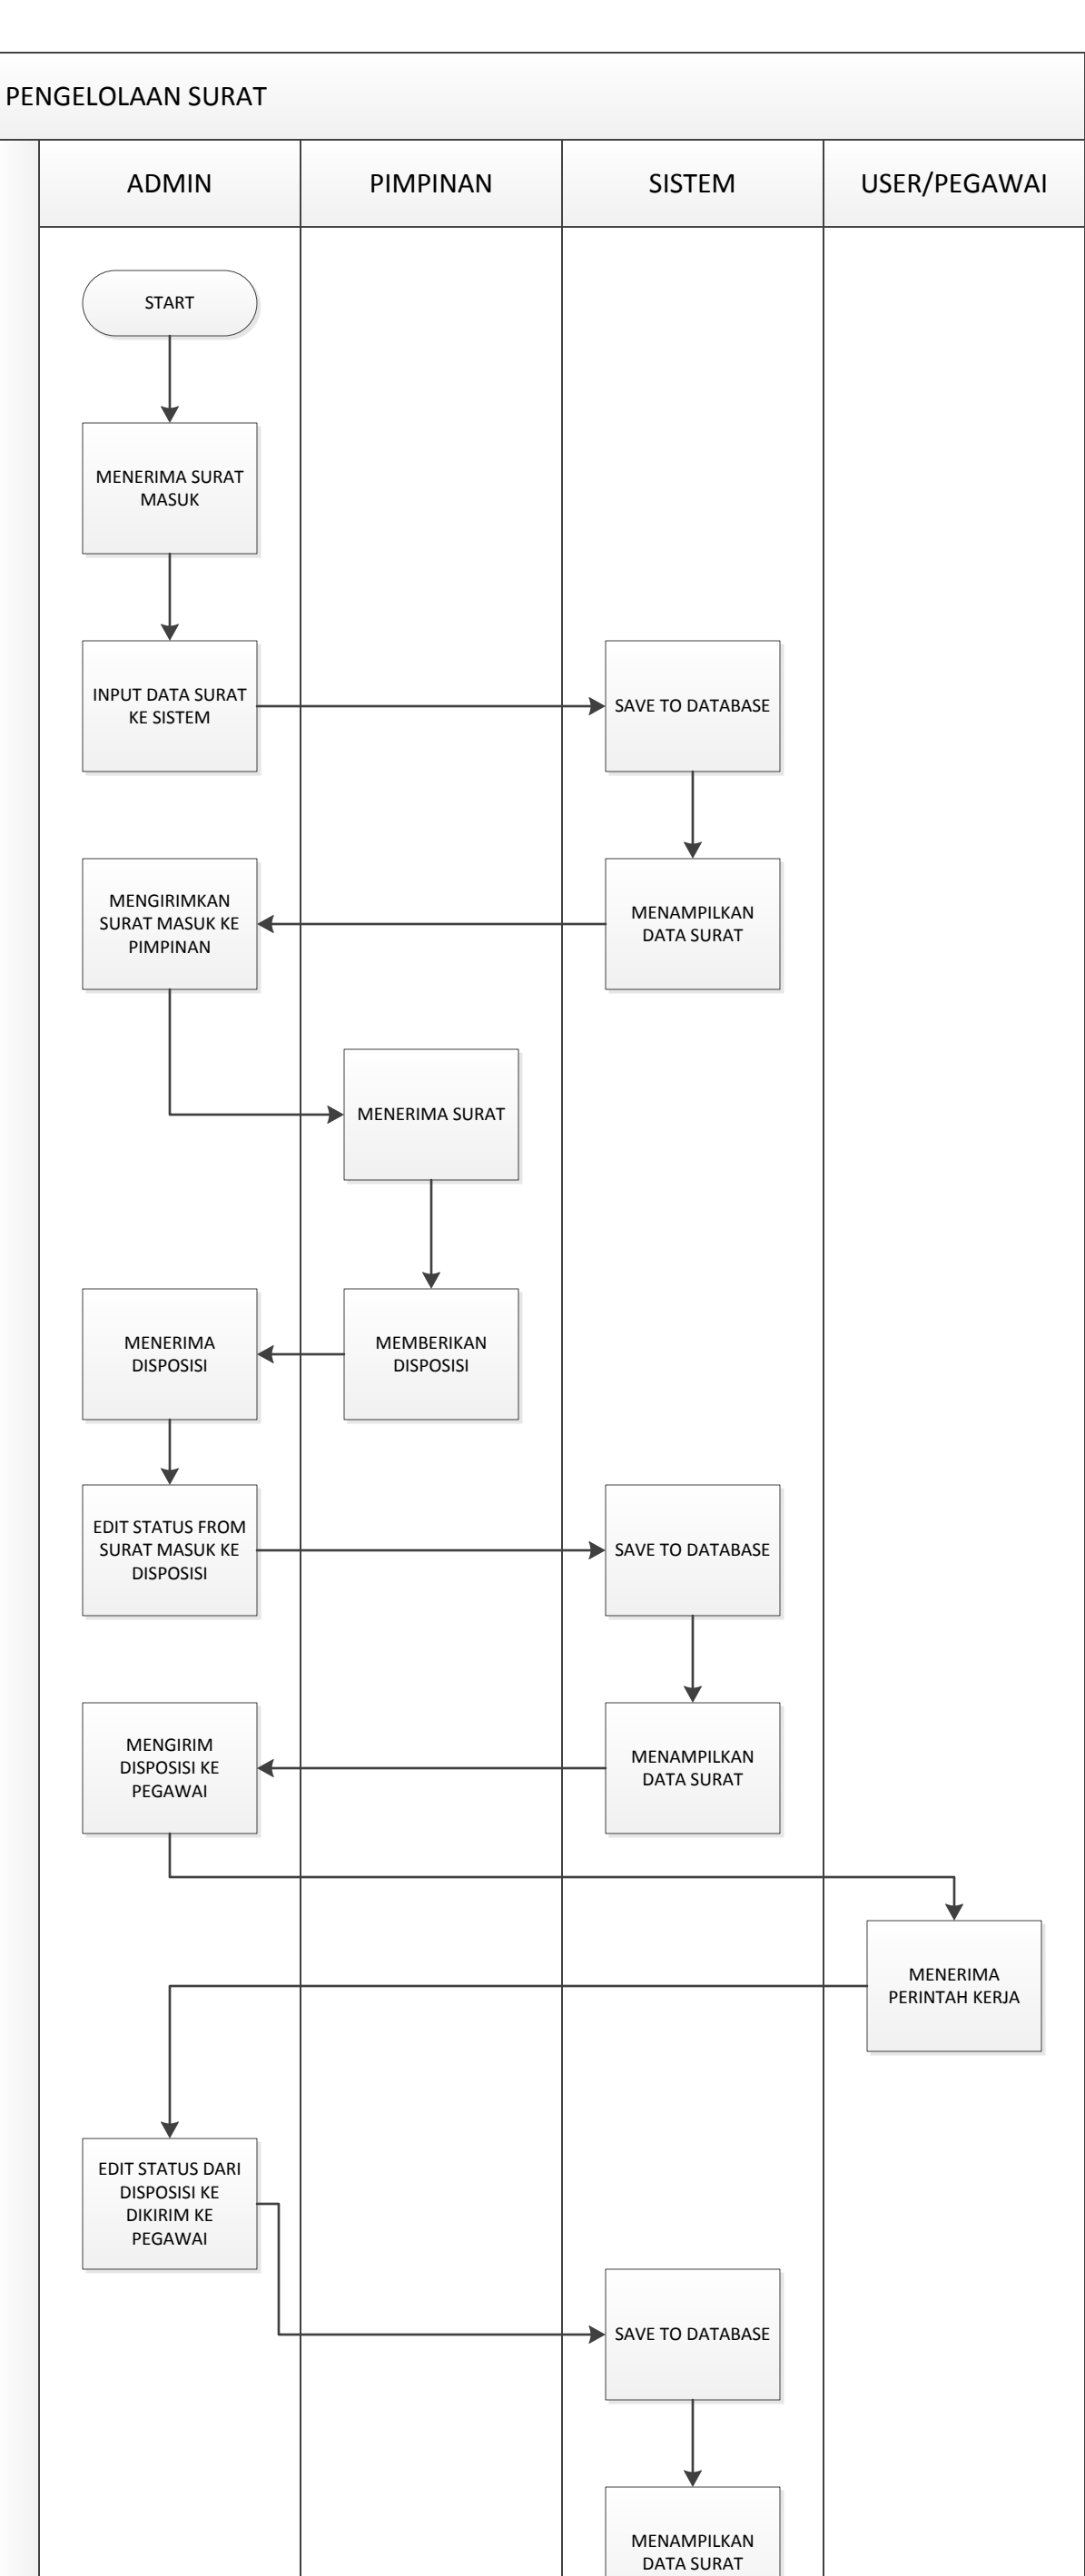 PENGELOLAAN SURAT
ADMIN
PIMPINAN
SISTEM
USER/PEGAWAI
START
MENERIMA SURAT
MASUK
INPUT DATA SURAT
KE SISTEM
SAVE TO DATABASE
MENGIRIMKAN
SURAT MASUK KE
PIMPINAN
MENAMPILKAN
DATA SURAT
MENERIMA SURAT
MENERIMA
DISPOSISI
MEMBERIKAN
DISPOSISI
EDIT STATUS FROM
SURAT MASUK KE
DISPOSISI
SAVE TO DATABASE
MENGIRIM
DISPOSISI KE
PEGAWAI
MENAMPILKAN
DATA SURAT
MENERIMA
PERINTAH KERJA
EDIT STATUS DARI
DISPOSISI KE
DIKIRIM KE
PEGAWAI
SAVE TO DATABASE
MENAMPILKAN
DATA SURAT